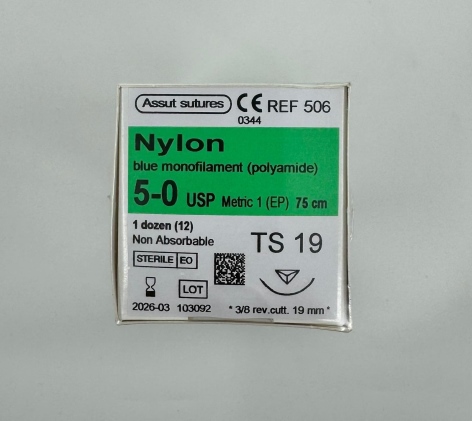 Assut sutures CE REF 506
0344
Nylon
blue monofilament (polyamide)
5-0 USP Metric 1 (EP) 75 cm
1 dozen (12)
Non Absorbable
TS 19
STERILE EO
LOT
2026-03 103092 * 3/8 rev.cutt. 19 mm *